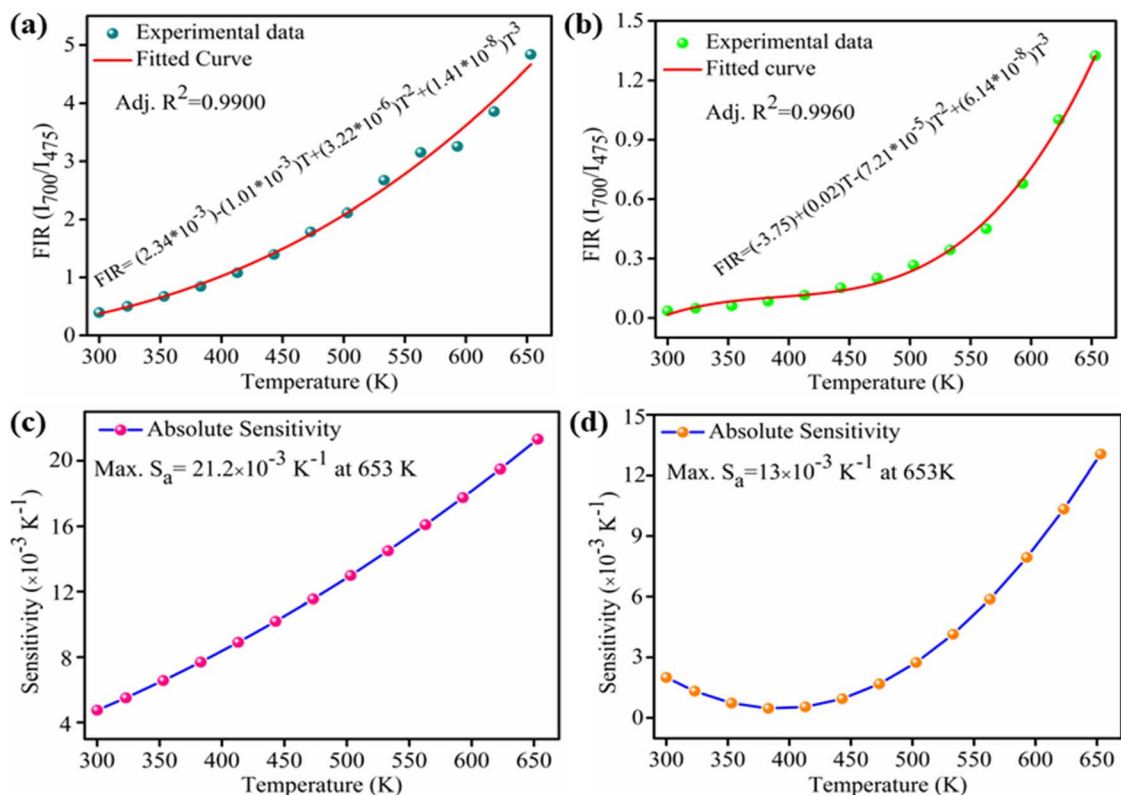 (a)
Experimental data
Fitted Curve
Adj. R²=0.9900
FIR= (2.34*10⁻³)-(1.01*10⁻³)T+(3.22*10⁻⁶)T²+(1.41*10⁻⁸)T³
FIR (I₇₀₀/I₄₇₅)
5
4
3
2
1
0
300 350 400 450 500 550 600 650
Temperature (K)
(b)
Experimental data
Fitted curve
Adj. R²=0.9960
FIR=(-3.75)+(0.02)T-(7.21*10⁻⁵)T²+(6.14*10⁻⁸)T³
FIR (I₇₀₀/I₄₇₅)
1.5
1.2
0.9
0.6
0.3
0.0
300 350 400 450 500 550 600 650
Temperature (K)
(c)
Absolute Sensitivity
Max. Sₐ= 21.2×10⁻³ K⁻¹ at 653 K
Sensitivity (×10⁻³ K⁻¹)
20
16
12
8
4
300 350 400 450 500 550 600 650
Temperature (K)
(d)
Absolute Sensitivity
Max. Sₐ=13×10⁻³ K⁻¹ at 653K
Sensitivity (×10⁻³ K⁻¹)
15
12
9
6
3
0
300 350 400 450 500 550 600 650
Temperature (K)